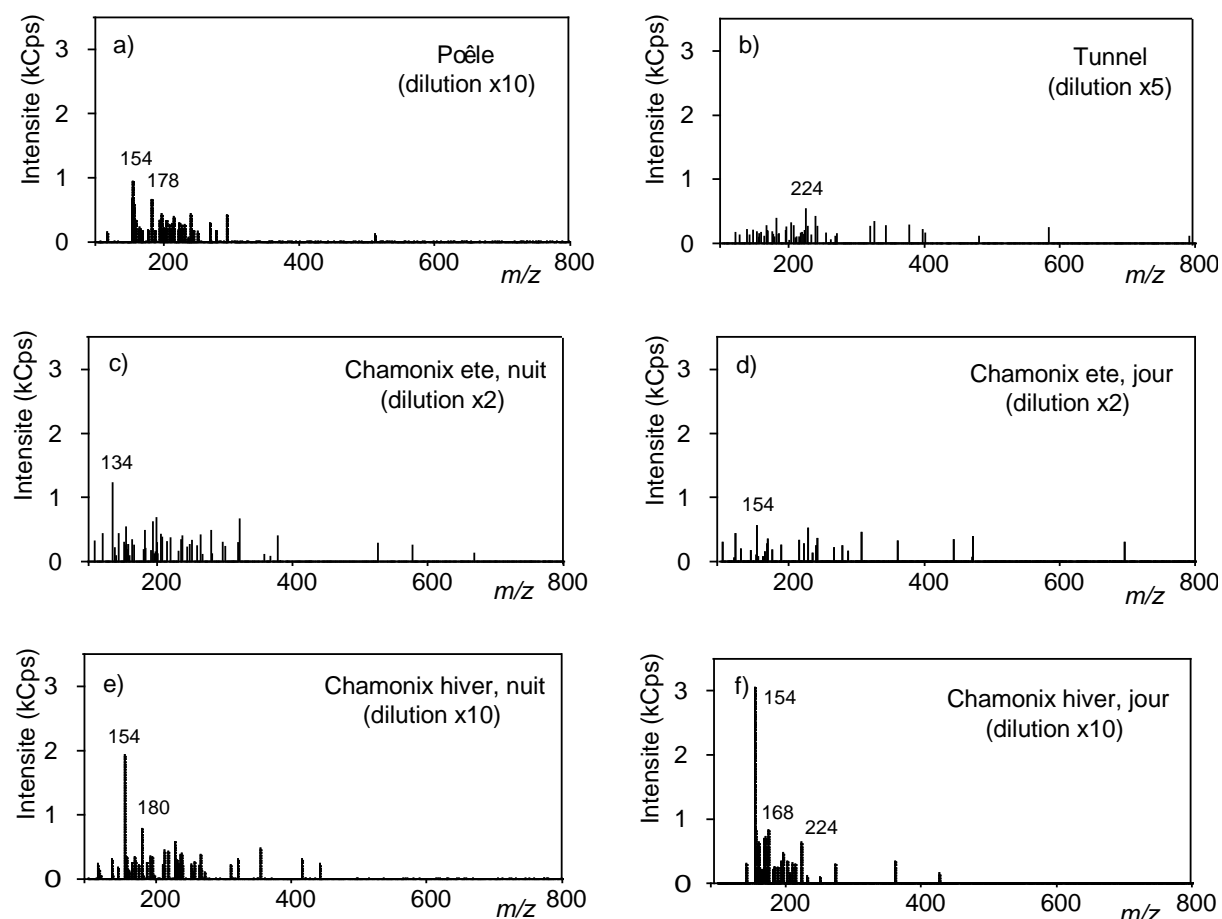 a)
Poêle
(dilution x10)
Intensite (kCps)
3
2
1
0
154
178
200
400
600
800
m/z
b)
Tunnel
(dilution x5)
Intensite (kCps)
3
2
1
0
224
200
400
600
800
m/z
c)
Chamonix ete, nuit
(dilution x2)
Intensite (kCps)
3
2
1
0
134
200
400
600
800
m/z
d)
Chamonix ete, jour
(dilution x2)
Intensite (kCps)
3
2
1
0
154
200
400
600
800
m/z
e)
Chamonix hiver, nuit
(dilution x10)
Intensite (kCps)
3
2
1
0
154
180
200
400
600
800
m/z
f)
Chamonix hiver, jour
(dilution x10)
Intensite (kCps)
3
2
1
0
154
168
224
200
400
600
800
m/z